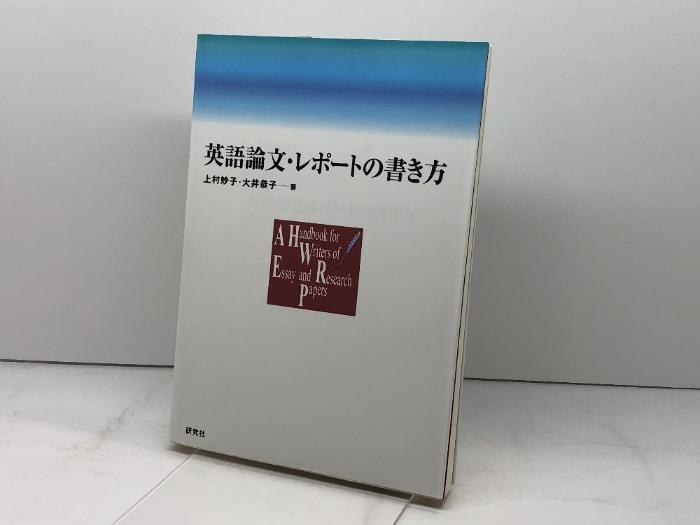 英語論文・レポートの書き方
上村妙子・大井恭子——著
A Handbook for
Writers of
Essay and Research
Papers
研究社